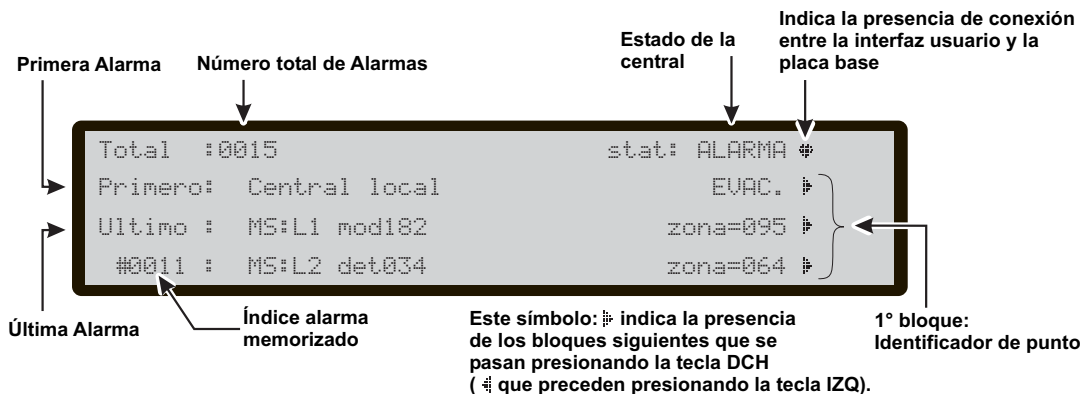 Indica la presencia de conexión
entre la interfaz usuario y la
placa base
Estado de la
central
Primera Alarma
Número total de Alarmas
Total :0015 stat: ALARMA
Primero: Central local EVAC.
Ultimo : MS:L1 mod182 zona=095
#0011 : MS:L2 det034 zona=064
Última Alarma
Índice alarma
memorizado
Este símbolo: indica la presencia
de los bloques siguientes que se
pasan presionando la tecla DCH
( que preceden presionando la tecla IZQ).
1° bloque:
Identificador de punto